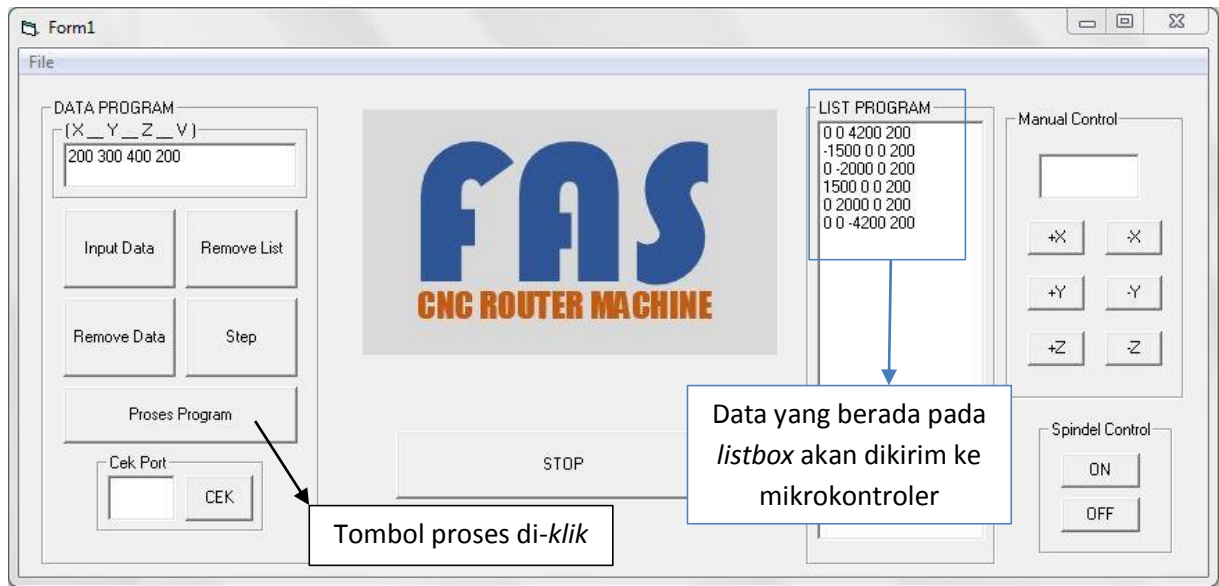 Form1
File
DATA PROGRAM
(X__Y__Z__V)
200 300 400 200
Input Data
Remove List
Remove Data
Step
Proses Program
Cek Port
CEK
Tombol proses di-klik
FAS
CNC ROUTER MACHINE
STOP
LIST PROGRAM
0 0 4200 200
-1500 0 0 200
0 -2000 0 200
1500 0 0 200
0 2000 0 200
0 0 -4200 200
Data yang berada pada
listbox akan dikirim ke
mikrokontroler
Manual Control
+X
-X
+Y
-Y
+Z
-Z
Spindel Control
ON
OFF